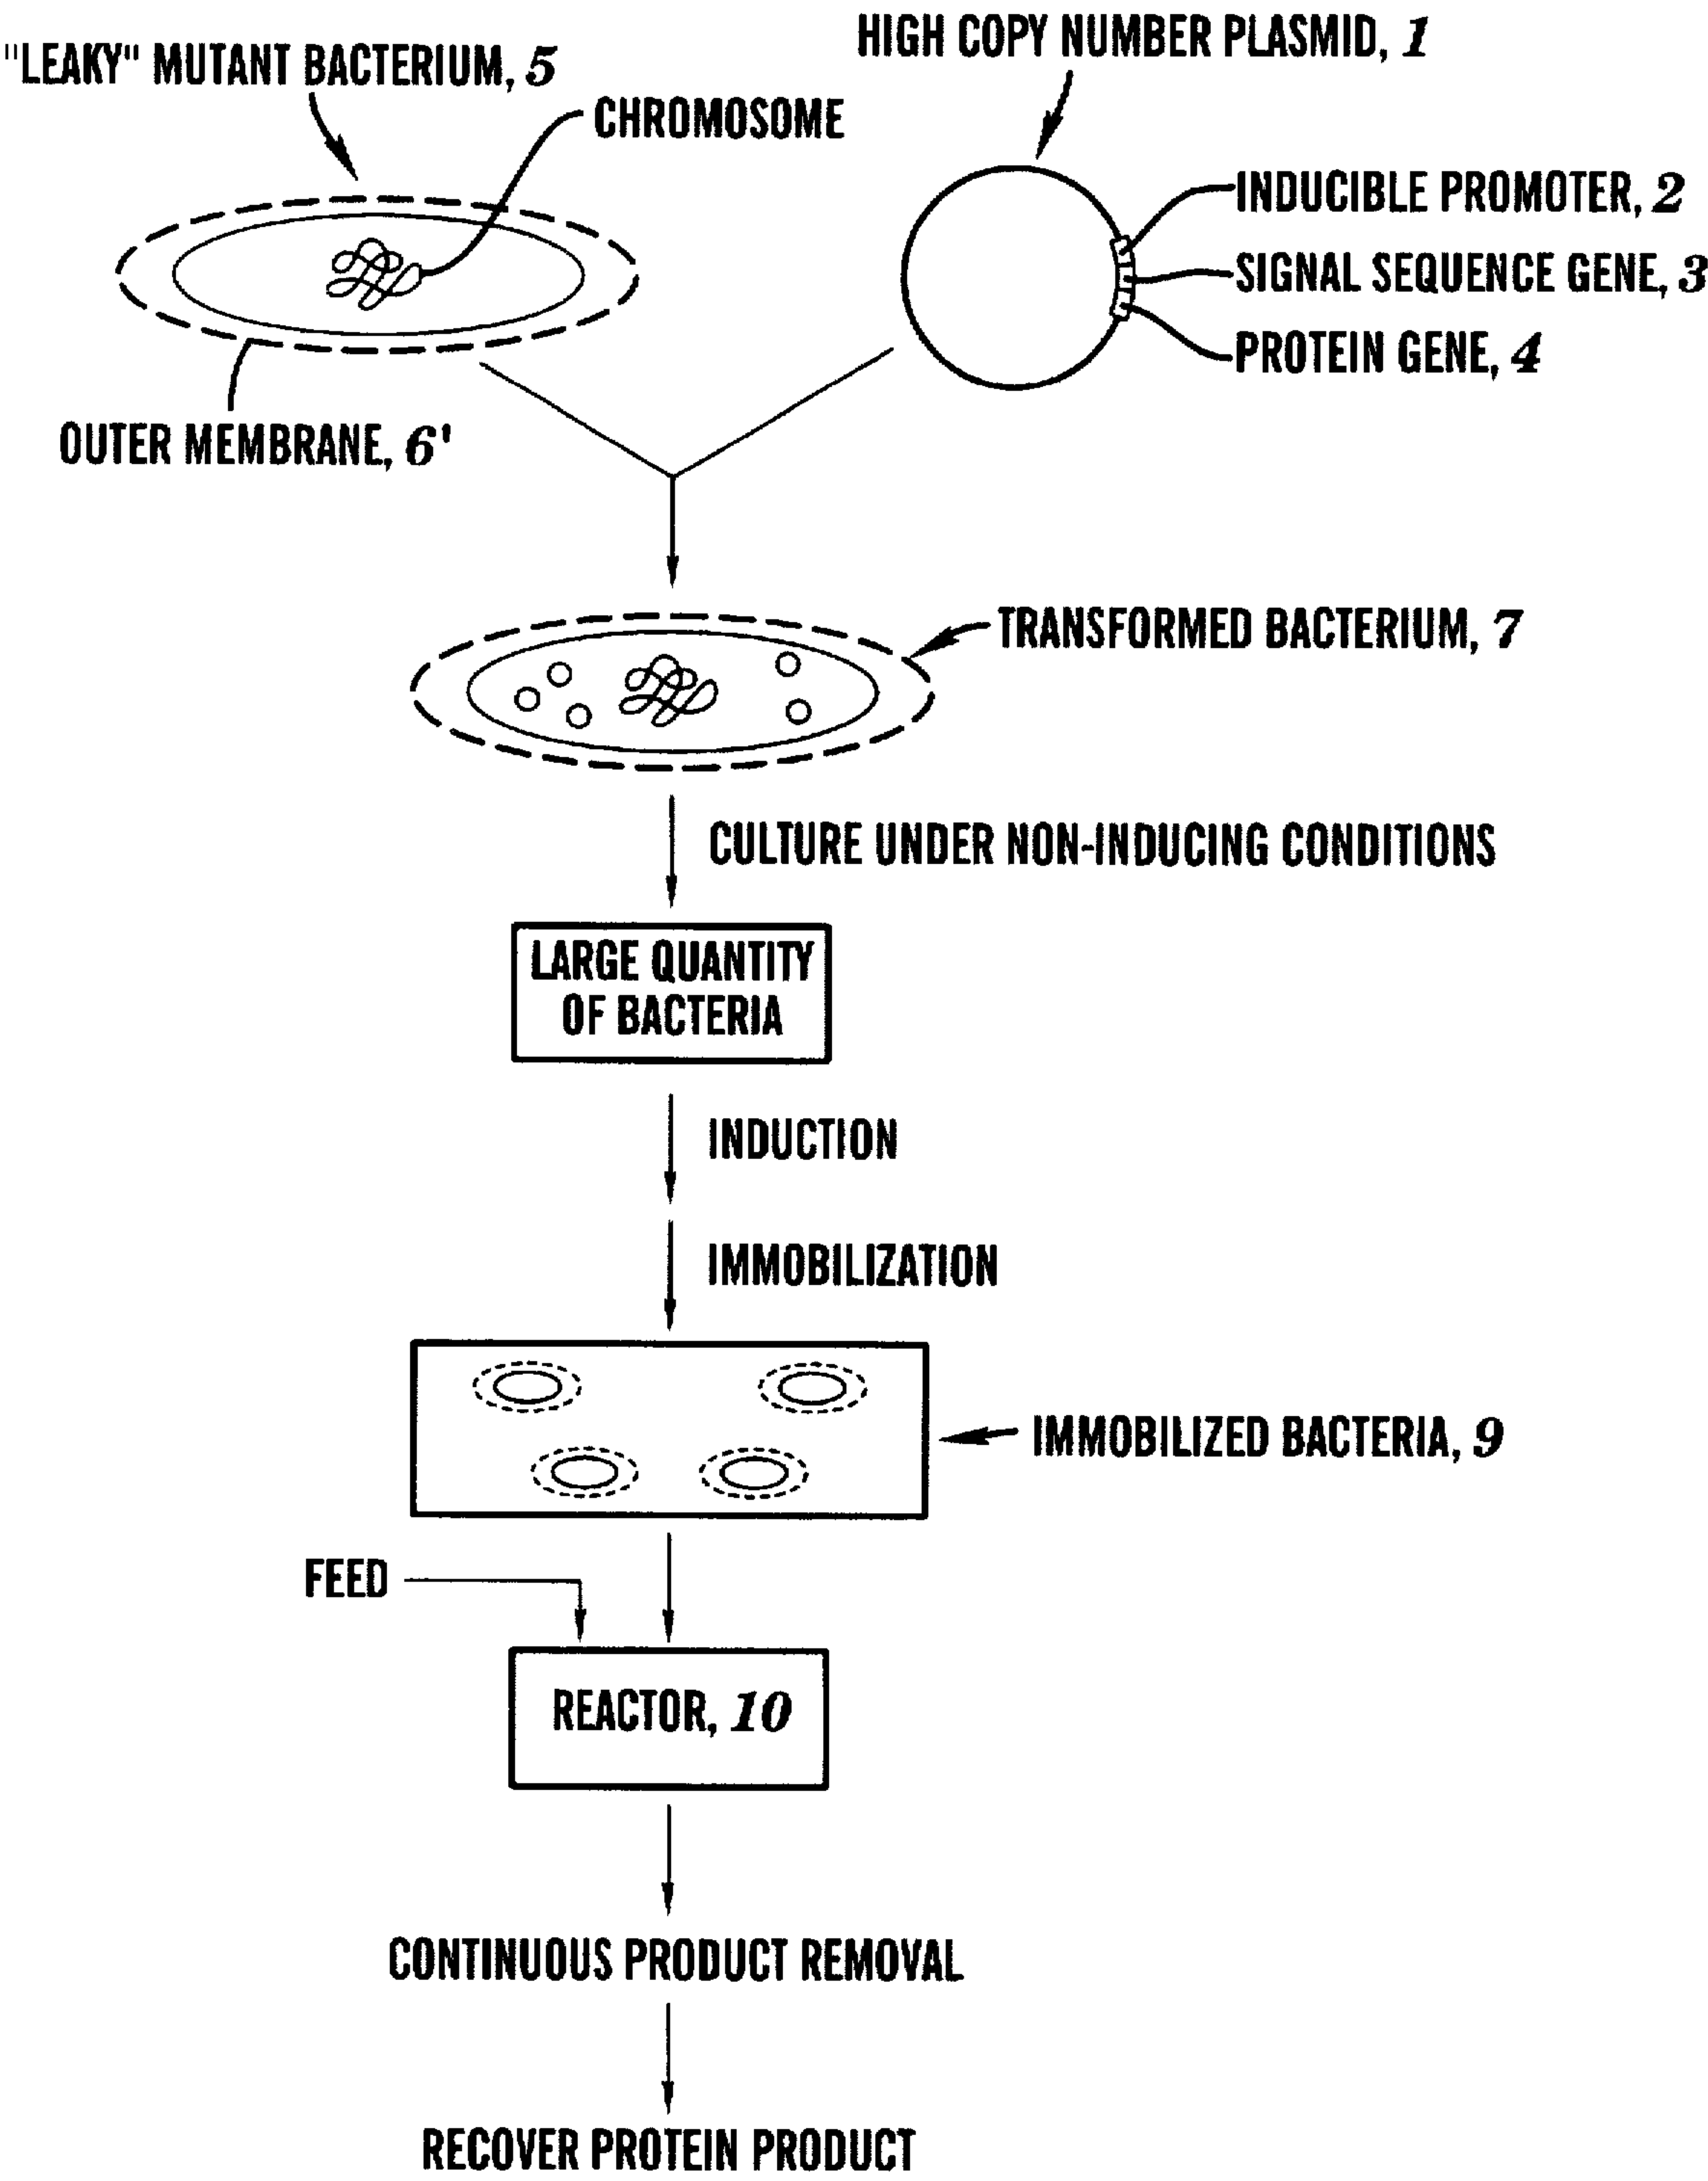 "LEAKY" MUTANT BACTERIUM, 5
HIGH COPY NUMBER PLASMID, 1
CHROMOSOME
INDUCIBLE PROMOTER, 2
SIGNAL SEQUENCE GENE, 3
PROTEIN GENE, 4
OUTER MEMBRANE, 6'
TRANSFORMED BACTERIUM, 7
CULTURE UNDER NON-INDUCING CONDITIONS
LARGE QUANTITY
OF BACTERIA
INDUCTION
IMMOBILIZATION
IMMOBILIZED BACTERIA, 9
FEED
REACTOR, 10
CONTINUOUS PRODUCT REMOVAL
RECOVER PROTEIN PRODUCT